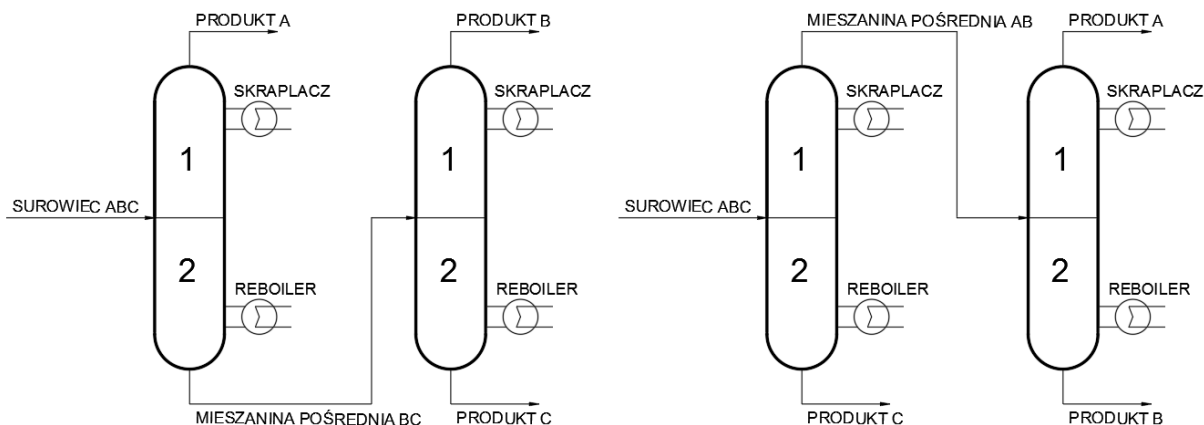 PRODUKT A
SKRAPLACZ
1
SUROWIEC ABC
2
REBOILER
MIESZANINA POŚREDNIA BC
PRODUKT B
SKRAPLACZ
1
2
REBOILER
PRODUKT C
MIESZANINA POŚREDNIA AB
SKRAPLACZ
1
SUROWIEC ABC
2
REBOILER
PRODUKT C
PRODUKT A
SKRAPLACZ
1
2
REBOILER
PRODUKT B